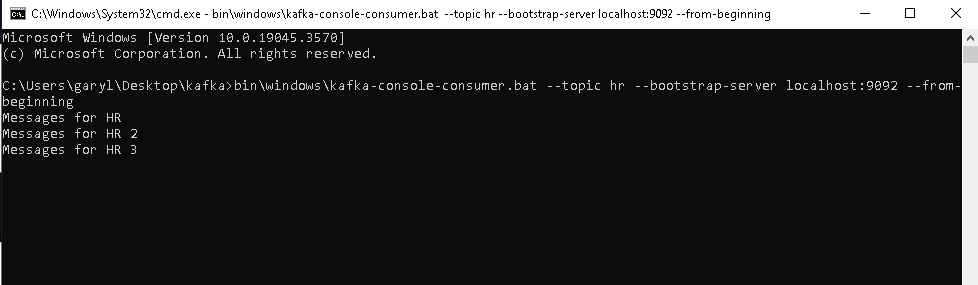 C:\Windows\System32\cmd.exe - bin\windows\kafka-console-consumer.bat --topic hr --bootstrap-server localhost:9092 --from-beginning
Microsoft Windows [Version 10.0.19045.3570]
(c) Microsoft Corporation. All rights reserved.
C:\Users\garyl\Desktop\kafka>bin\windows\kafka-console-consumer.bat --topic hr --bootstrap-server localhost:9092 --from-
beginning
Messages for HR
Messages for HR 2
Messages for HR 3